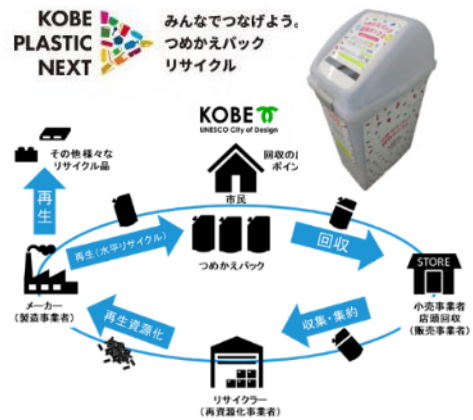 KOBE
PLASTIC
NEXT
みんなでつなげよう。
つめかえパック
リサイクル
KOBE
UNESCO City of Design
その他様々な
リサイクル品
回収の
ポイン
市民
再生
再生(水平リサイクル)
つめかえパック
回収
STORE
メーカー
(製造事業者)
小売事業者
店頭回収
(販売事業者)
再生資源化
収集・集約
リサイクラー
(再資源化事業者)